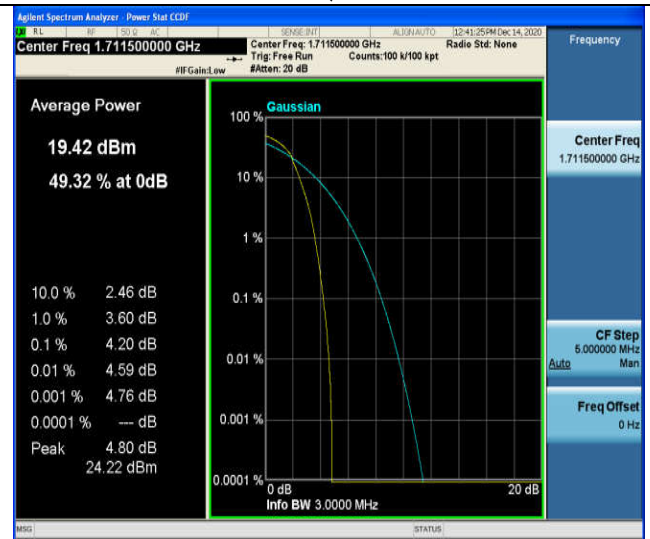 Agilent Spectrum Analyzer - Power Stat CCDF
RL RF 50 Ω AC SENSE:INT ALIGN AUTO 12:41:25 PM Dec 14, 2020
Center Freq 1.711500000 GHz
Center Freq: 1.711500000 GHz Radio Std: None
Trig: Free Run Counts:100 k/100 kpt
#IFGain:Low #Atten: 20 dB
Frequency
Average Power
19.42 dBm
49.32 % at 0dB
10.0 % 2.46 dB
1.0 % 3.60 dB
0.1 % 4.20 dB
0.01 % 4.59 dB
0.001 % 4.76 dB
0.0001 % --- dB
Peak 4.80 dB
24.22 dBm
Gaussian
100 %
10 %
1 %
0.1 %
0.01 %
0.001 %
0.0001 %
0 dB 20 dB
Info BW 3.0000 MHz
Center Freq
1.711500000 GHz
CF Step
5.000000 MHz
Auto Man
Freq Offset
0 Hz
MSG STATUS